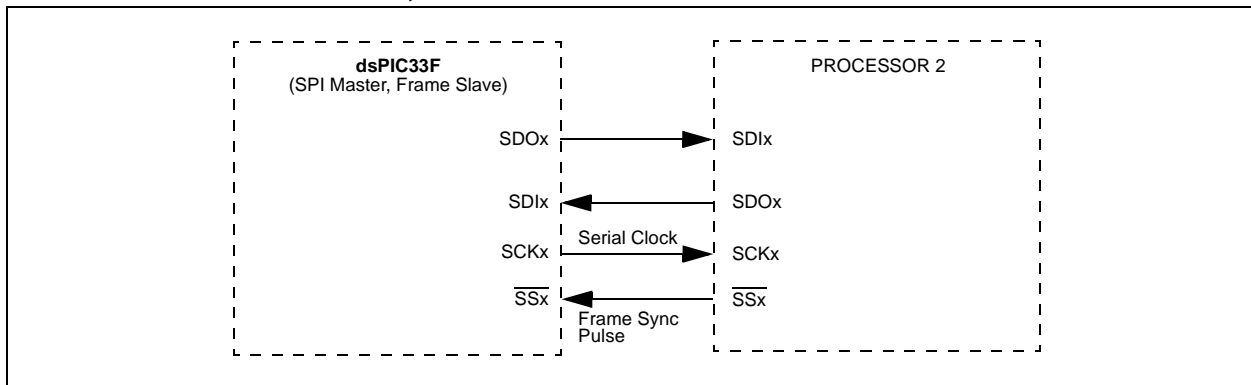 dsPIC33F
(SPI Master, Frame Slave)
PROCESSOR 2
SDOx
SDIx
SDIx
SDOx
Serial Clock
SCKx
SCKx
SSx
SSx
Frame Sync
Pulse